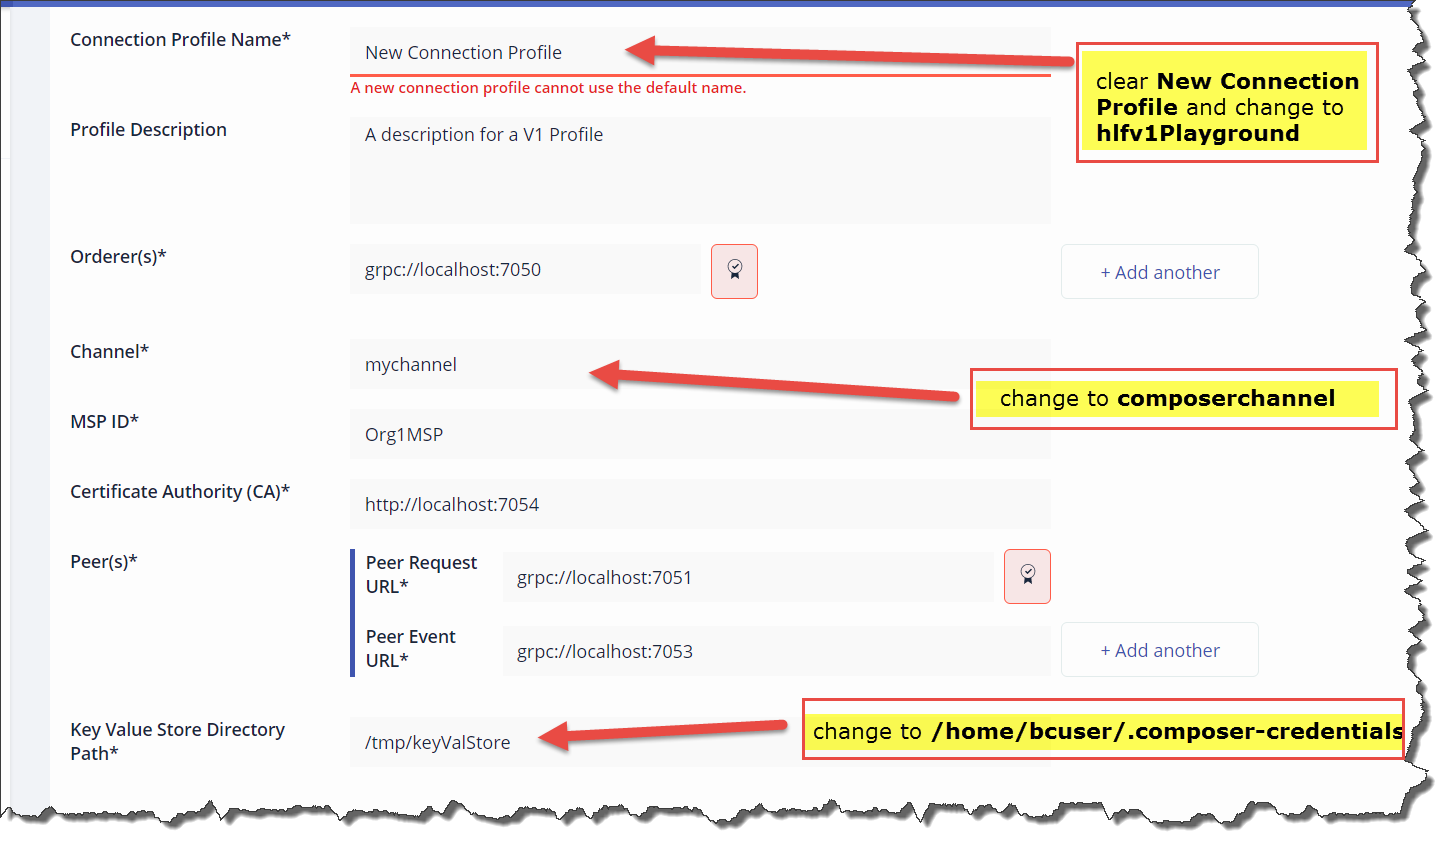 Connection Profile Name*
New Connection Profile
A new connection profile cannot use the default name.
clear New Connection
Profile and change to
hlfv1Playground
Profile Description
A description for a V1 Profile
Orderer(s)*
grpc://localhost:7050
+ Add another
Channel*
mychannel
change to composerchannel
MSP ID*
Org1MSP
Certificate Authority (CA)*
http://localhost:7054
Peer(s)*
Peer Request
URL*
grpc://localhost:7051
Peer Event
URL*
grpc://localhost:7053
+ Add another
Key Value Store Directory
Path*
/tmp/keyValStore
change to /home/bcuser/.composer-credentials